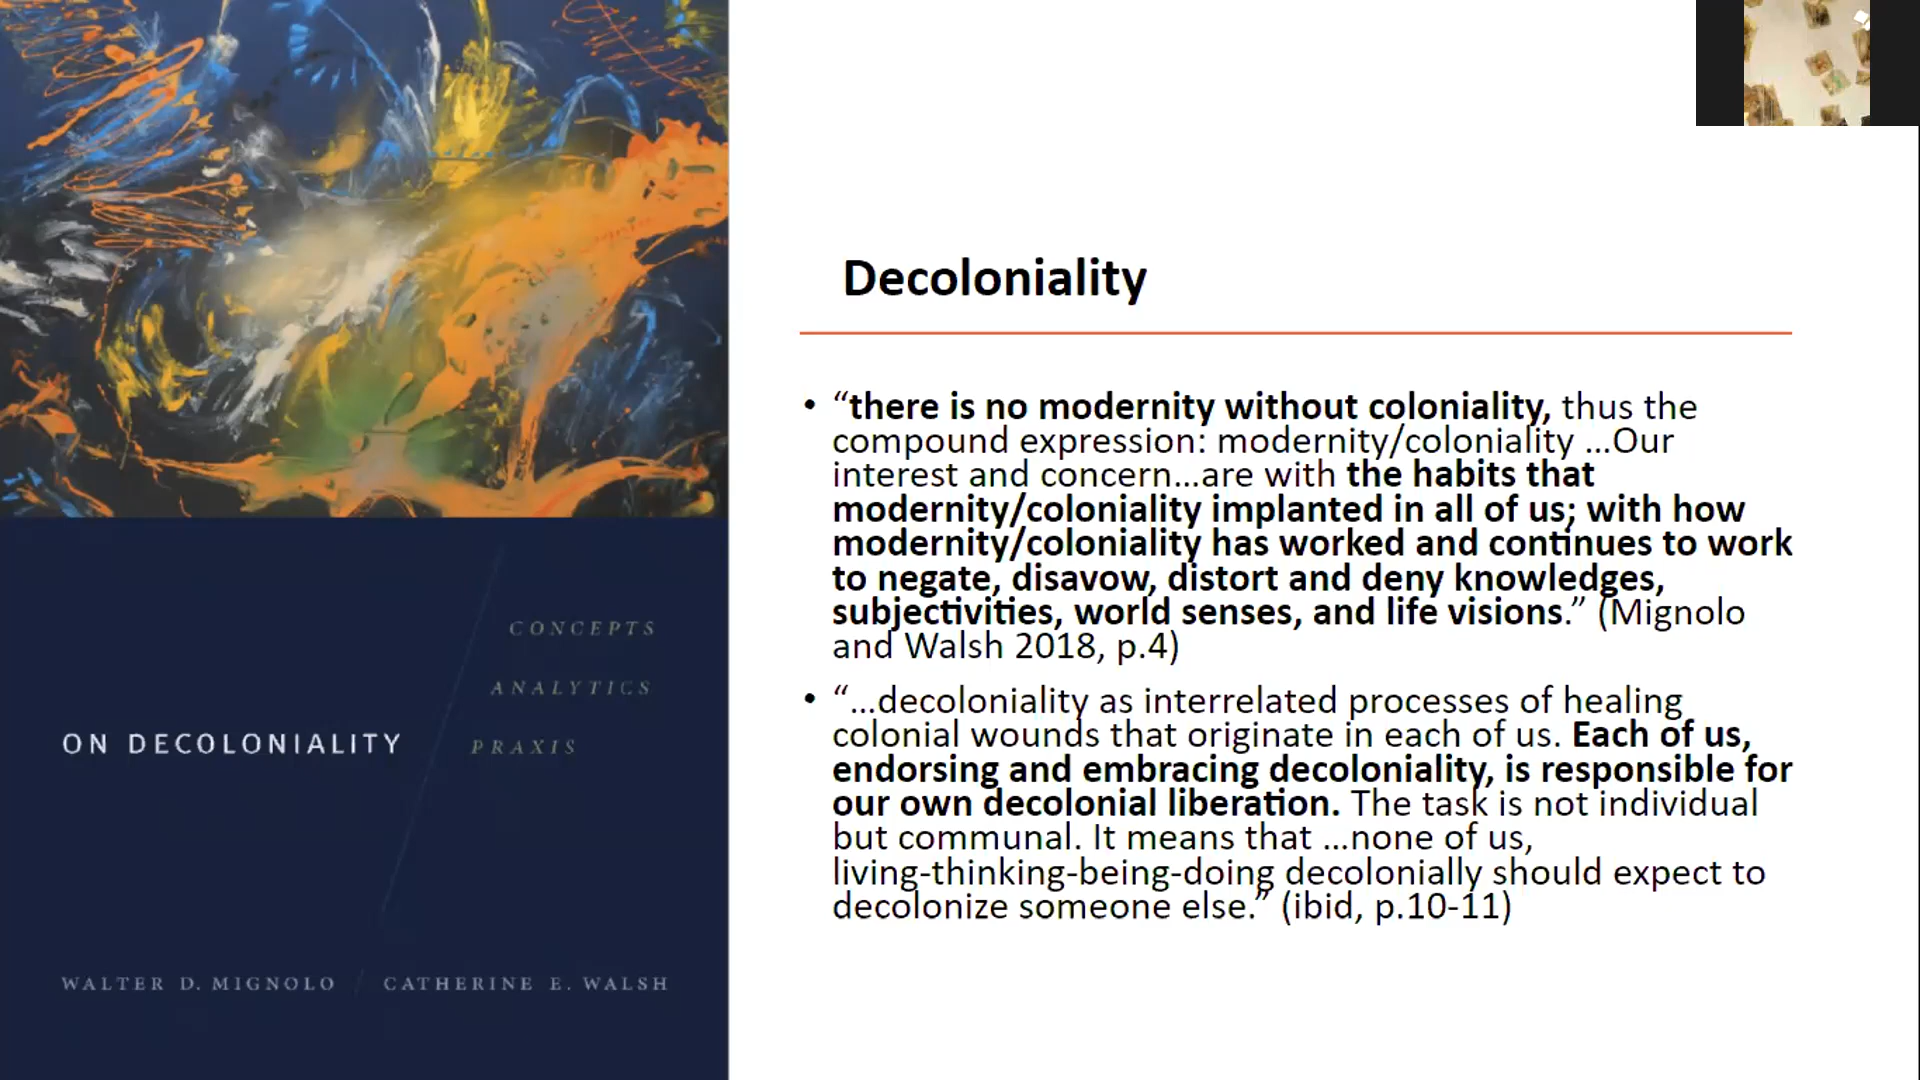 CONCEPTS
ANALYTICS
ON DECOLONIALITY
PRAXIS
WALTER D. MIGNOLO / CATHERINE E. WALSH
Decoloniality
• “there is no modernity without coloniality, thus the
compound expression: modernity/coloniality …Our
interest and concern…are with the habits that
modernity/coloniality implanted in all of us; with how
modernity/coloniality has worked and continues to work
to negate, disavow, distort and deny knowledges,
subjectivities, world senses, and life visions.” (Mignolo
and Walsh 2018, p.4)
• “…decoloniality as interrelated processes of healing
colonial wounds that originate in each of us. Each of us,
endorsing and embracing decoloniality, is responsible for
our own decolonial liberation. The task is not individual
but communal. It means that …none of us,
living-thinking-being-doing decolonially should expect to
decolonize someone else.” (ibid, p.10-11)